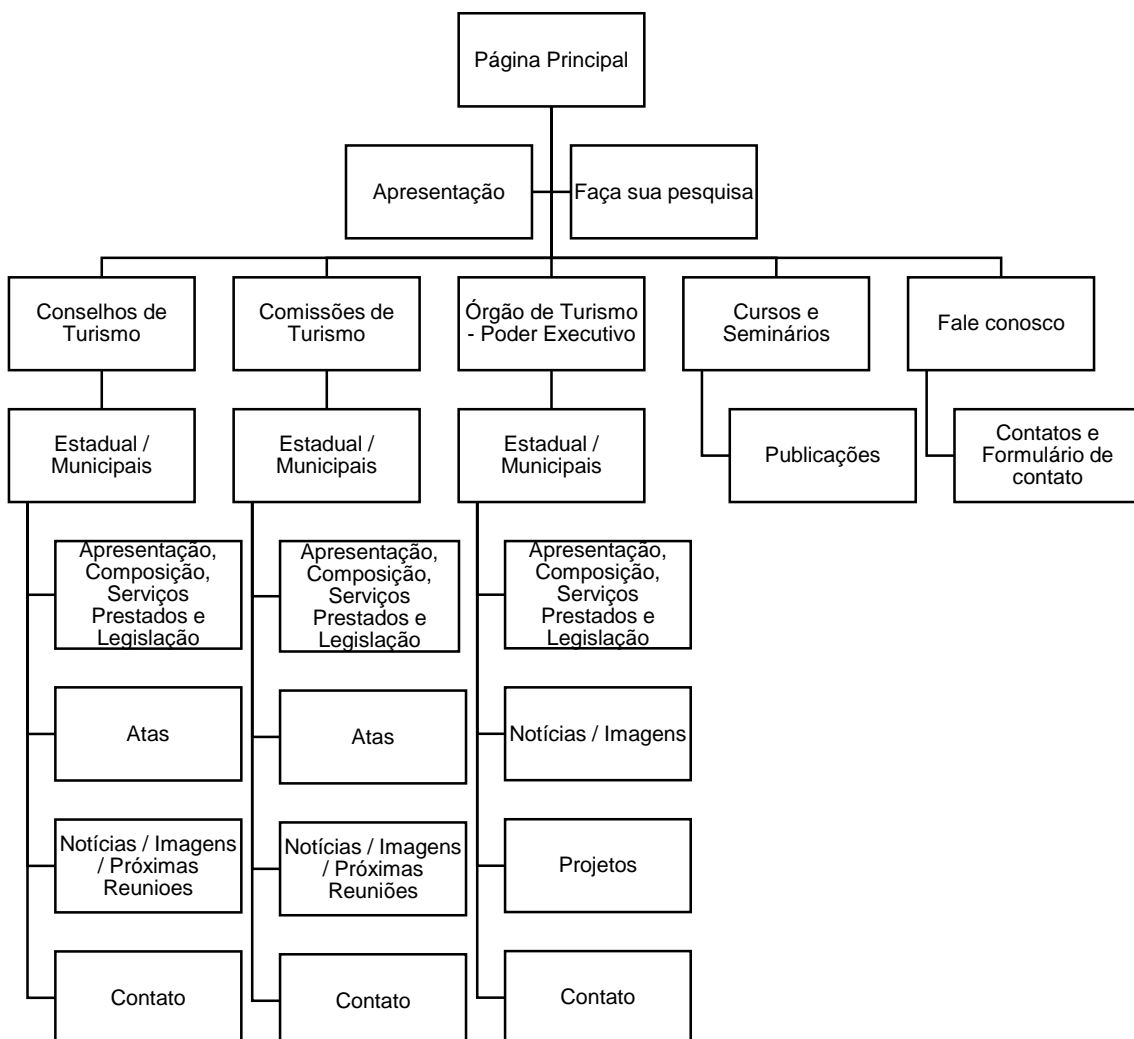 Página Principal
Apresentação
Faça sua pesquisa
Conselhos de
Turismo
Comissões de
Turismo
Órgão de Turismo
- Poder Executivo
Cursos e
Seminários
Fale conosco
Estadual /
Municipais
Estadual /
Municipais
Estadual /
Municipais
Publicações
Contatos e
Formulário de
contato
Apresentação,
Composição,
Serviços
Prestados e
Legislação
Apresentação,
Composição,
Serviços
Prestados e
Legislação
Apresentação,
Composição,
Serviços
Prestados e
Legislação
Atas
Atas
Notícias / Imagens
Notícias / Imagens
/ Próximas
Reunioes
Notícias / Imagens
/ Próximas
Reuniões
Projetos
Contato
Contato
Contato